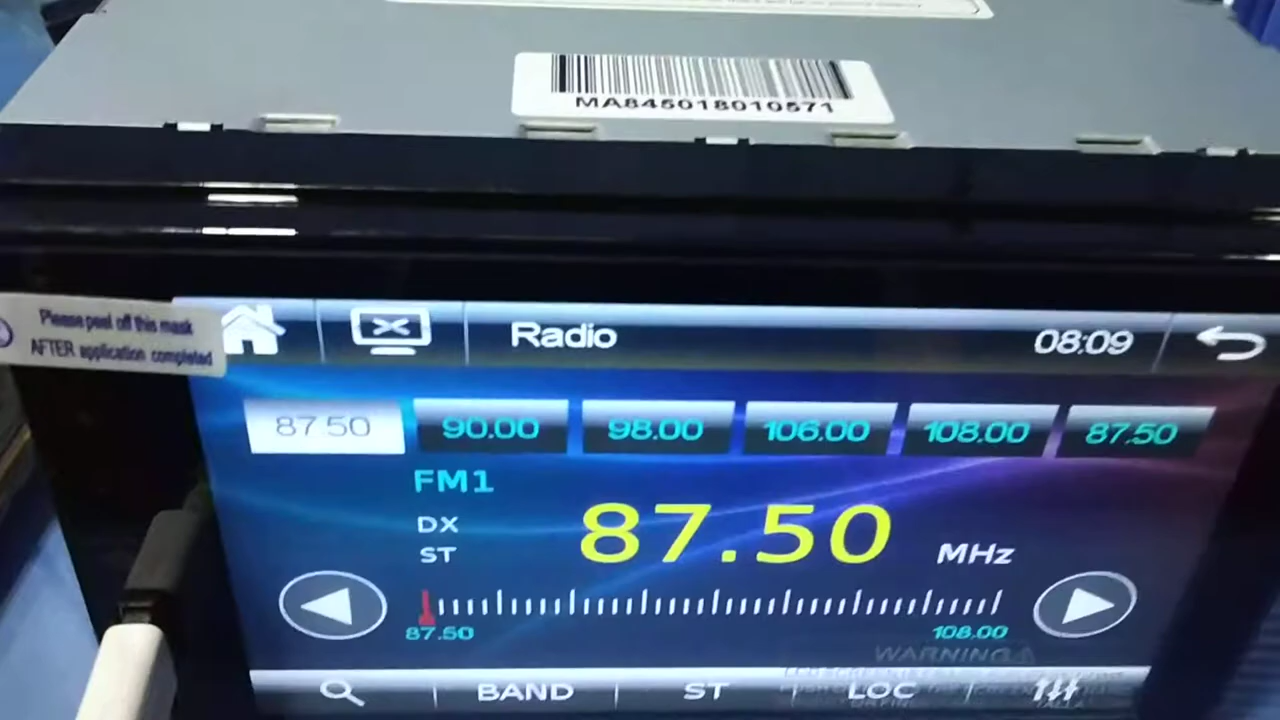 MA845018010571
Please peel off this mask
AFTER application completed
Radio
08:09
87.50 90.00 98.00 106.00 108.00 87.50
FM1
DX
ST
87.50 MHz
87.50 108.00
WARNING
BAND ST LOC